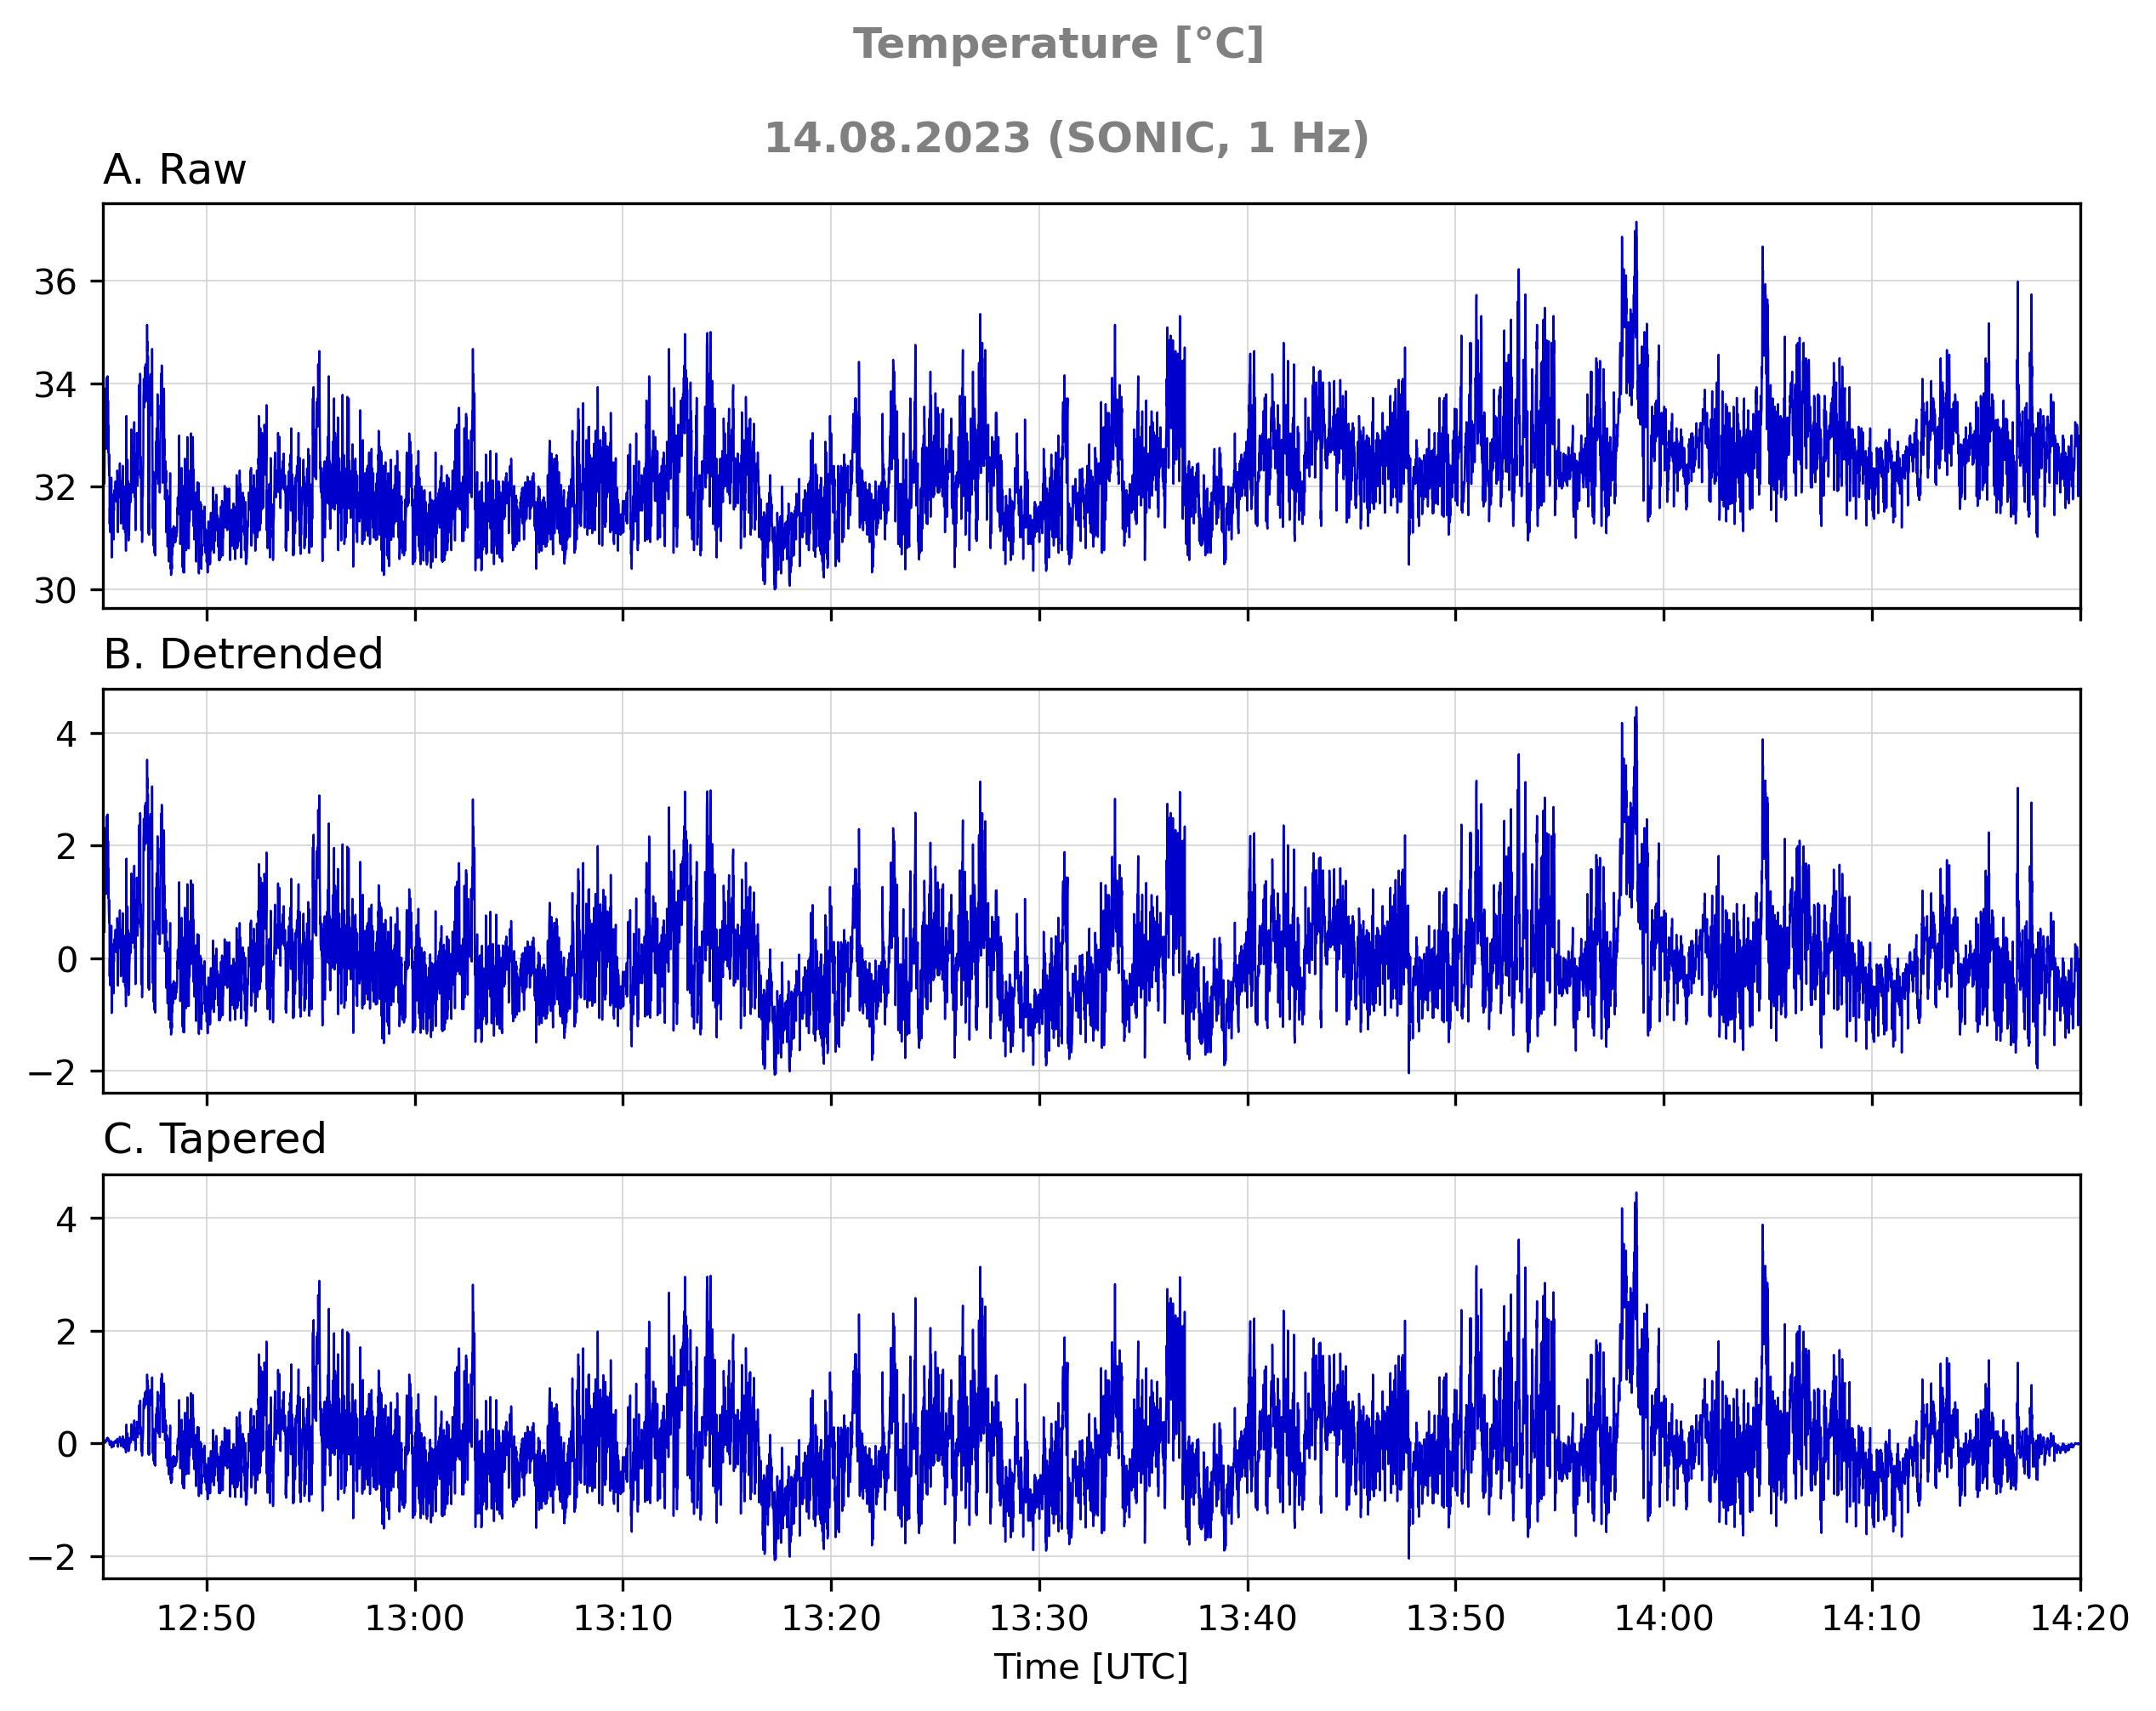 Temperature [°C]
14.08.2023 (SONIC, 1 Hz)
A. Raw
36
34
32
30
B. Detrended
4
2
0
−2
C. Tapered
4
2
0
−2
12:50 13:00 13:10 13:20 13:30 13:40 13:50 14:00 14:10 14:20
Time [UTC]